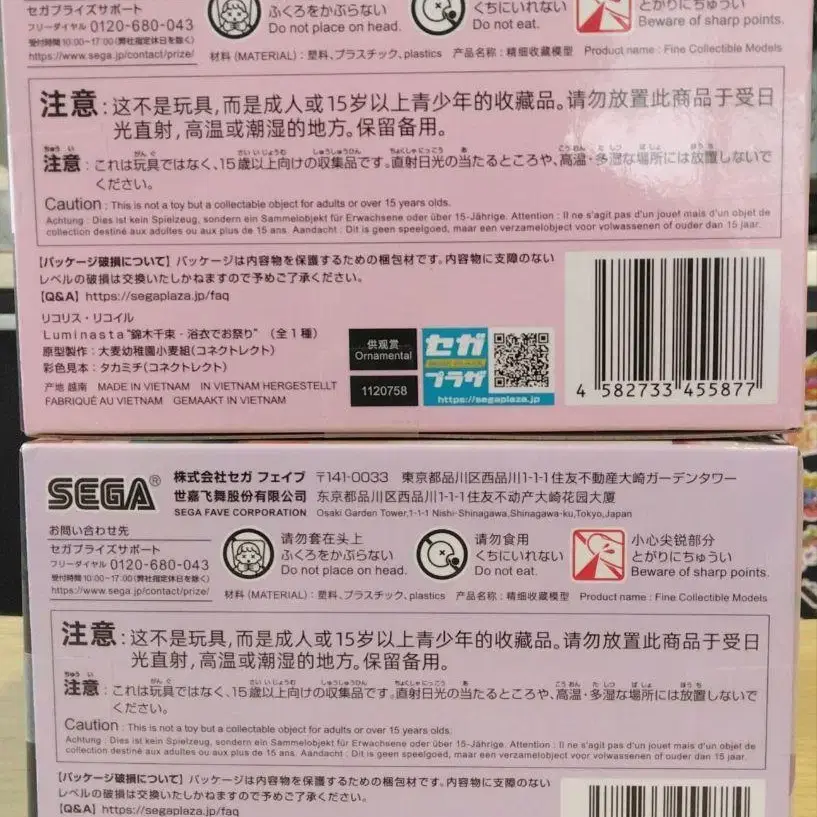 セガプライズサポート
フリーダイヤル 0120-680-043
受付時間 10:00~17:00(弊社指定休日を除く)
https://www.sega.jp/contact/prize/
ふくろをかぶらない
Do not place on head.
くちにいれない
Do not eat.
とがりにちゅうい
Beware of sharp points.
材料 (MATERIAL) : 塑料、プラスチック、plastics 产品名称 : 精细收藏模型 Product name : Fine Collectible Models
注意 : 这不是玩具,而是成人或15岁以上青少年的收藏品。请勿放置此商品于受日
光直射,高温或潮湿的地方。保留备用。
注意 : これは玩具ではなく、15歳以上向けの収集品です。直射日光の当たるところや、高温・多湿な場所には放置しないで
ください。
Caution : This is not a toy but a collectable object for adults or over 15 years olds.
Achtung : Dies ist kein Spielzeug, sondern ein Sammelobjekt für Erwachsene oder über 15-Jährige. Attention : Il ne s'agit pas d'un jouet mais d'un objet de
collection destiné aux adultes ou aux plus de 15 ans. Aandacht : Dit is geen speelgoed, maar een verzamelobject voor volwassenen of ouder dan 15 jaar.
【パッケージ破損について】パッケージは内容物を保護するための梱包材です。内容物に支障のない
レベルの破損は交換いたしかねますので予めご了承ください。
【Q&A】https://segaplaza.jp/faq
リコリス・リコイル
Luminasta"錦木千束-浴衣でお祭り" (全1種)
原型製作 : 大麦幼稚園小麦組(コネクトレクト)
彩色見本 : タカミチ(コネクトレクト)
产地 越南 MADE IN VIETNAM IN VIETNAM HERGESTELLT
FABRIQUÉ AU VIETNAM GEMAAKT IN VIETNAM
供观赏
Ornamental
1120758
セガ
プラザ
https://segaplaza.jp
4 582733 455877
SEGA®
株式会社セガ フェイブ 〒141-0033 東京都品川区西品川1-1-1 住友不動産大崎ガーデンタワー
世嘉飞舞股份有限公司 东京都品川区西品川1-1-1 住友不动产大崎花园大厦
SEGA FAVE CORPORATION Osaki Garden Tower,1-1-1 Nishi-Shinagawa,Shinagawa-ku,Tokyo,Japan
お問い合わせ先
セガプライズサポート
フリーダイヤル 0120-680-043
受付時間 10:00~17:00(弊社指定休日を除く)
https://www.sega.jp/contact/prize/
请勿套在头上
ふくろをかぶらない
Do not place on head.
请勿食用
くちにいれない
Do not eat.
小心尖锐部分
とがりにちゅうい
Beware of sharp points.
材料 (MATERIAL) : 塑料、プラスチック、plastics 产品名称 : 精细收藏模型 Product name : Fine Collectible Models
注意 : 这不是玩具,而是成人或15岁以上青少年的收藏品。请勿放置此商品于受日
光直射,高温或潮湿的地方。保留备用。
注意 : これは玩具ではなく、15歳以上向けの収集品です。直射日光の当たるところや、高温・多湿な場所には放置しないで
ください。
Caution : This is not a toy but a collectable object for adults or over 15 years olds.
Achtung : Dies ist kein Spielzeug, sondern ein Sammelobjekt für Erwachsene oder über 15-Jährige. Attention : Il ne s'agit pas d'un jouet mais d'un objet de
collection destiné aux adultes ou aux plus de 15 ans. Aandacht : Dit is geen speelgoed, maar een verzamelobject voor volwassenen of ouder dan 15 jaar.
【パッケージ破損について】パッケージは内容物を保護するための梱包材です。内容物に支障のない
レベルの破損は交換いたしかねますので予めご了承ください。
【Q&A】https://segaplaza.jp/faq